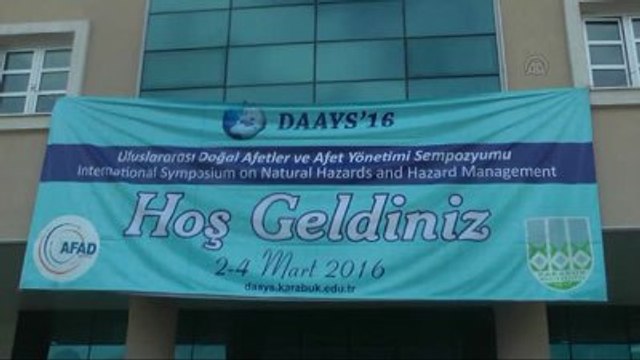 DAAYS'16
Uluslararası Doğal Afetler ve Afet Yönetimi Sempozyumu
International Symposium on Natural Hazards and Hazard Management
Hoş Geldiniz
AFAD
2-4 Mart 2016
daays.karabuk.edu.tr